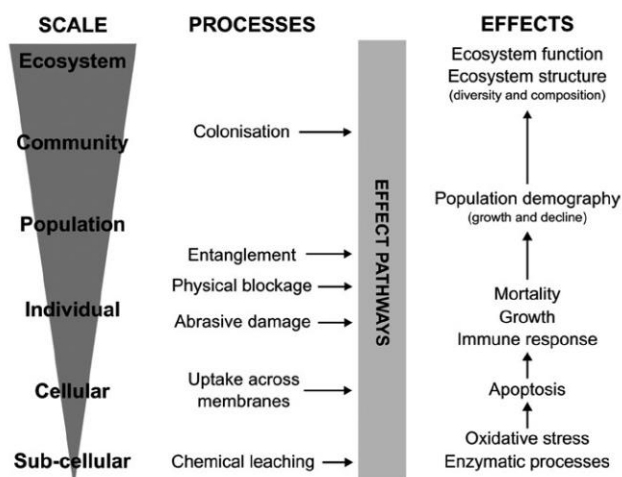 SCALE
Ecosystem
Community
Population
Individual
Cellular
Sub-cellular
PROCESSES
Colonisation
Entanglement
Physical blockage
Abrasive damage
Uptake across
membranes
Chemical leaching
EFFECT PATHWAYS
EFFECTS
Ecosystem function
Ecosystem structure
(diversity and composition)
Population demography
(growth and decline)
Mortality
Growth
Immune response
Apoptosis
Oxidative stress
Enzymatic processes